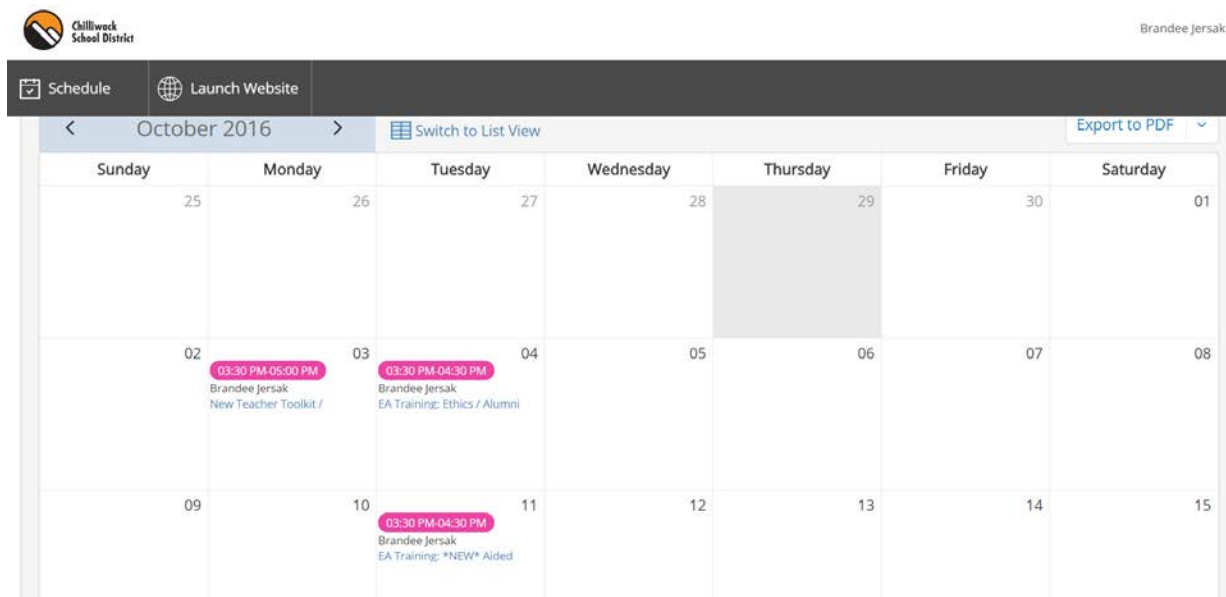 Chilliwack
School District
Brandee Jersak
Schedule
Launch Website
October 2016
Switch to List View
Export to PDF
Sunday Monday Tuesday Wednesday Thursday Friday Saturday
25 26 27 28 29 30 01
02 03 04 05 06 07 08
03:30 PM-05:00 PM 03:30 PM-04:30 PM
Brandee Jersak Brandee Jersak
New Teacher Toolkit / EA Training: Ethics / Alumni
09 10 11 12 13 14 15
03:30 PM-04:30 PM
Brandee Jersak
EA Training: *NEW* Aided